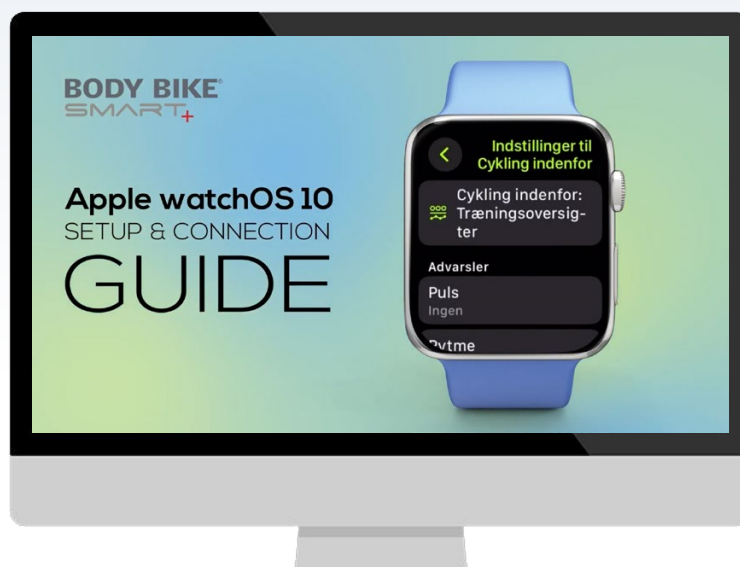 BODY BIKE®
SMART+
Apple watchOS 10
SETUP & CONNECTION
GUIDE
Indstillinger til
Cykling indenfor
Cykling indenfor:
Træningsoversig-
ter
Advarsler
Puls
Ingen
Rytme